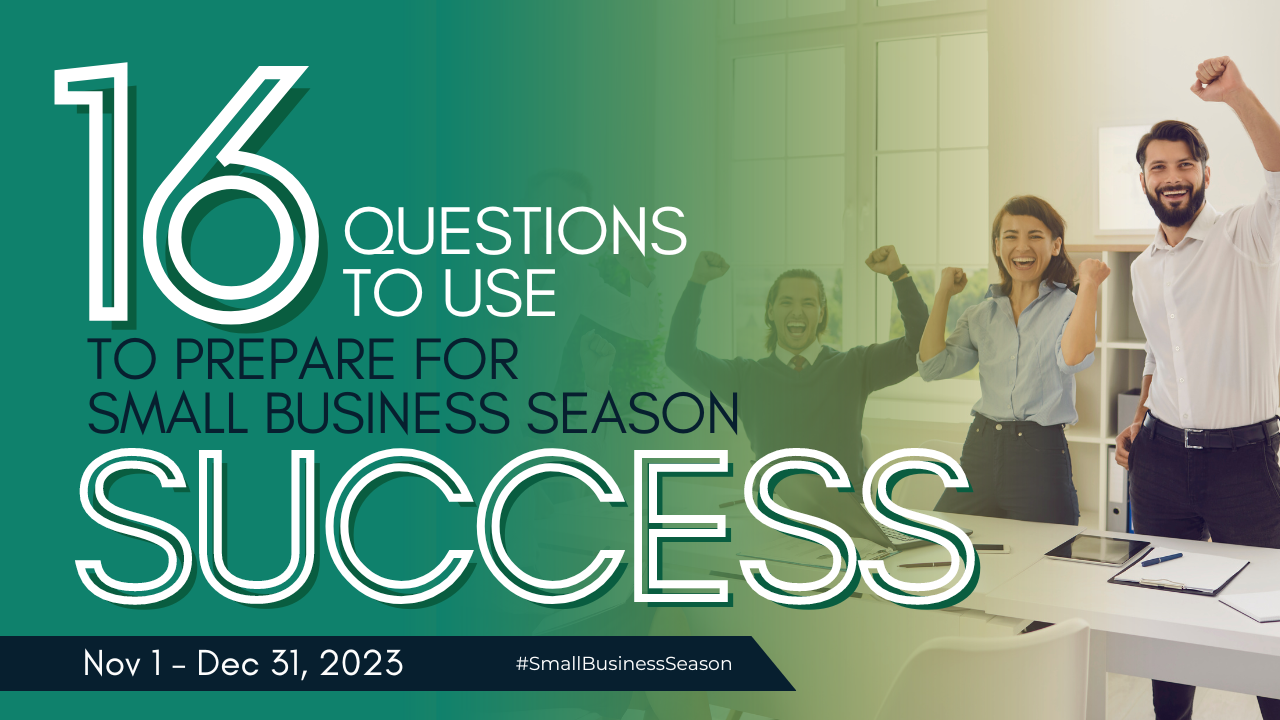 16 QUESTIONS
TO USE
TO PREPARE FOR
SMALL BUSINESS SEASON
SUCCESS
Nov 1 – Dec 31, 2023
#SmallBusinessSeason